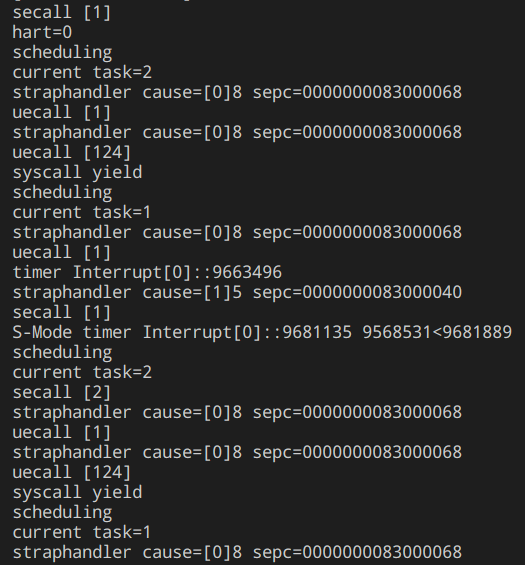 secall [1]
hart=0
scheduling
current task=2
straphandler cause=[0]8 sepc=0000000083000068
uecall [1]
straphandler cause=[0]8 sepc=0000000083000068
uecall [124]
syscall yield
scheduling
current task=1
straphandler cause=[0]8 sepc=0000000083000068
uecall [1]
timer Interrupt[0]::9663496
straphandler cause=[1]5 sepc=0000000083000040
secall [1]
S-Mode timer Interrupt[0]::9681135 9568531<9681889
scheduling
current task=2
secall [2]
straphandler cause=[0]8 sepc=0000000083000068
uecall [1]
straphandler cause=[0]8 sepc=0000000083000068
uecall [124]
syscall yield
scheduling
current task=1
straphandler cause=[0]8 sepc=0000000083000068